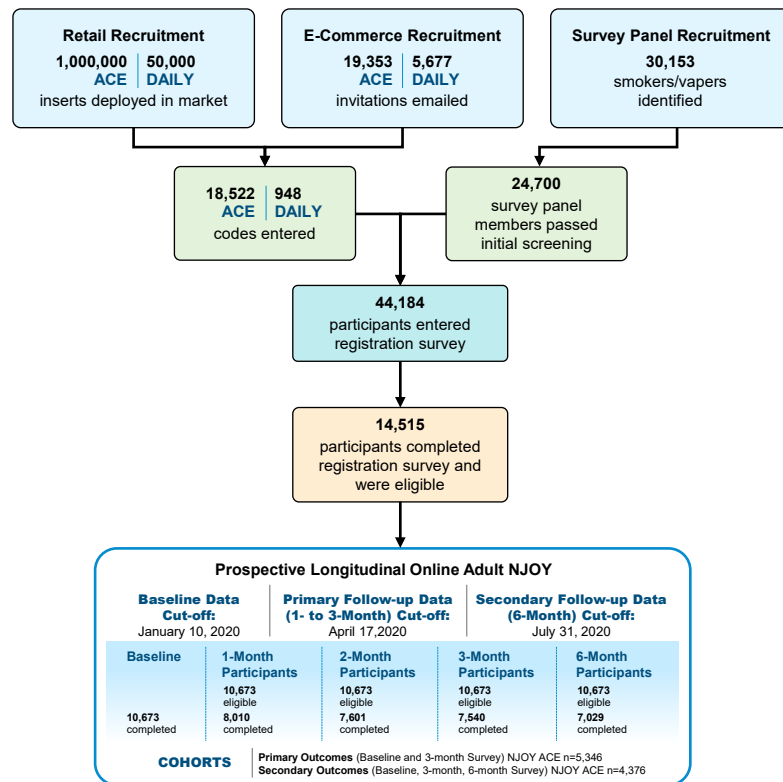 Retail Recruitment
1,000,000 | 50,000
ACE | DAILY
inserts deployed in market
E-Commerce Recruitment
19,353 | 5,677
ACE | DAILY
invitations emailed
Survey Panel Recruitment
30,153
smokers/vapers
identified
18,522 | 948
ACE | DAILY
codes entered
24,700
survey panel
members passed
initial screening
44,184
participants entered
registration survey
14,515
participants completed
registration survey and
were eligible
Prospective Longitudinal Online Adult NJOY
Baseline Data
Cut-off:
January 10, 2020
Primary Follow-up Data
(1- to 3-Month) Cut-off:
April 17,2020
Secondary Follow-up Data
(6-Month) Cut-off:
July 31, 2020
Baseline
10,673
completed
1-Month
Participants
10,673
eligible
8,010
completed
2-Month
Participants
10,673
eligible
7,601
completed
3-Month
Participants
10,673
eligible
7,540
completed
6-Month
Participants
10,673
eligible
7,029
completed
COHORTS
Primary Outcomes (Baseline and 3-month Survey) NJOY ACE n=5,346
Secondary Outcomes (Baseline, 3-month, 6-month Survey) NJOY ACE n=4,376